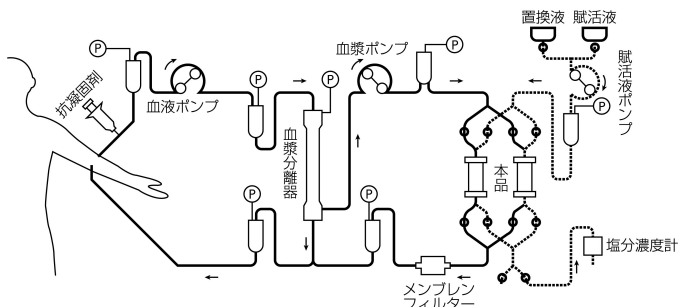 置換液 賦活液
P
抗凝固剤
血液ポンプ
P
P
血漿ポンプ
P
賦活液ポンプ
P
血漿分離器
本品
P
P
塩分濃度計
メンブレン
フィルター